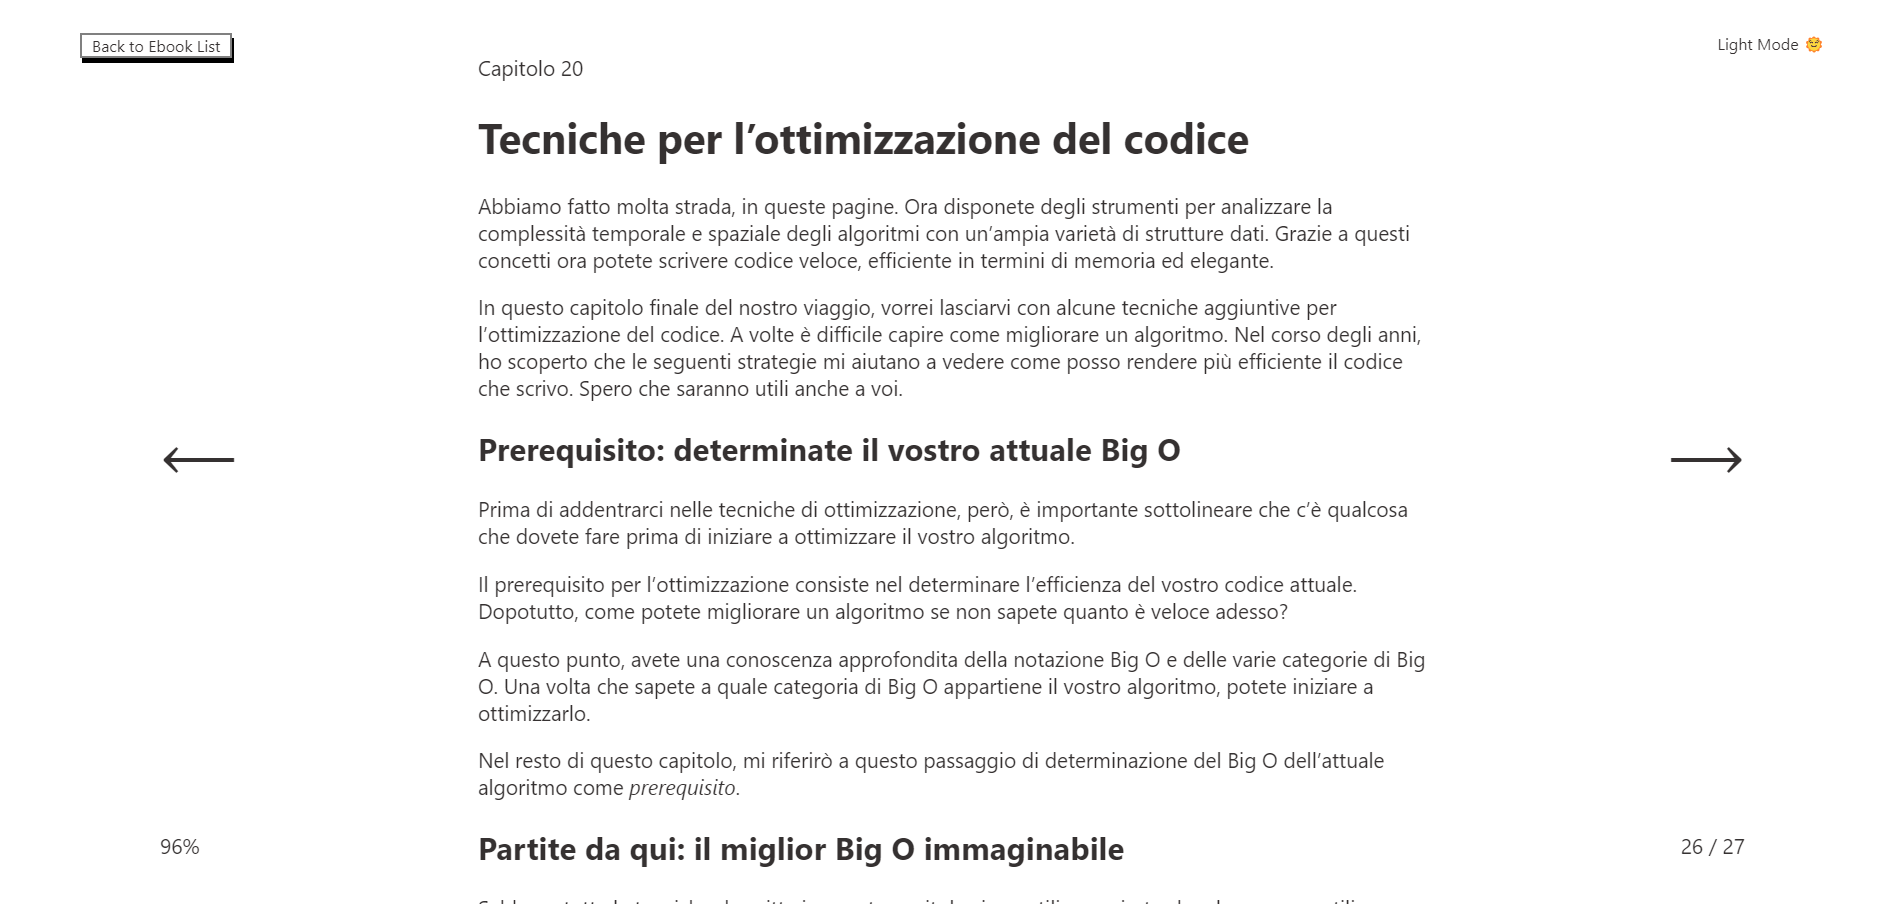 Back to Ebook List
Light Mode 🌞
Capitolo 20
Tecniche per l’ottimizzazione del codice
Abbiamo fatto molta strada, in queste pagine. Ora disponete degli strumenti per analizzare la
complessità temporale e spaziale degli algoritmi con un’ampia varietà di strutture dati. Grazie a questi
concetti ora potete scrivere codice veloce, efficiente in termini di memoria ed elegante.
In questo capitolo finale del nostro viaggio, vorrei lasciarvi con alcune tecniche aggiuntive per
l’ottimizzazione del codice. A volte è difficile capire come migliorare un algoritmo. Nel corso degli anni,
ho scoperto che le seguenti strategie mi aiutano a vedere come posso rendere più efficiente il codice
che scrivo. Spero che saranno utili anche a voi.
Prerequisito: determinate il vostro attuale Big O
Prima di addentrarci nelle tecniche di ottimizzazione, però, è importante sottolineare che c’è qualcosa
che dovete fare prima di iniziare a ottimizzare il vostro algoritmo.
Il prerequisito per l’ottimizzazione consiste nel determinare l’efficienza del vostro codice attuale.
Dopotutto, come potete migliorare un algoritmo se non sapete quanto è veloce adesso?
A questo punto, avete una conoscenza approfondita della notazione Big O e delle varie categorie di Big
O. Una volta che sapete a quale categoria di Big O appartiene il vostro algoritmo, potete iniziare a
ottimizzarlo.
Nel resto di questo capitolo, mi riferirò a questo passaggio di determinazione del Big O dell’attuale
algoritmo come prerequisito.
Partite da qui: il miglior Big O immaginabile
96%
26 / 27